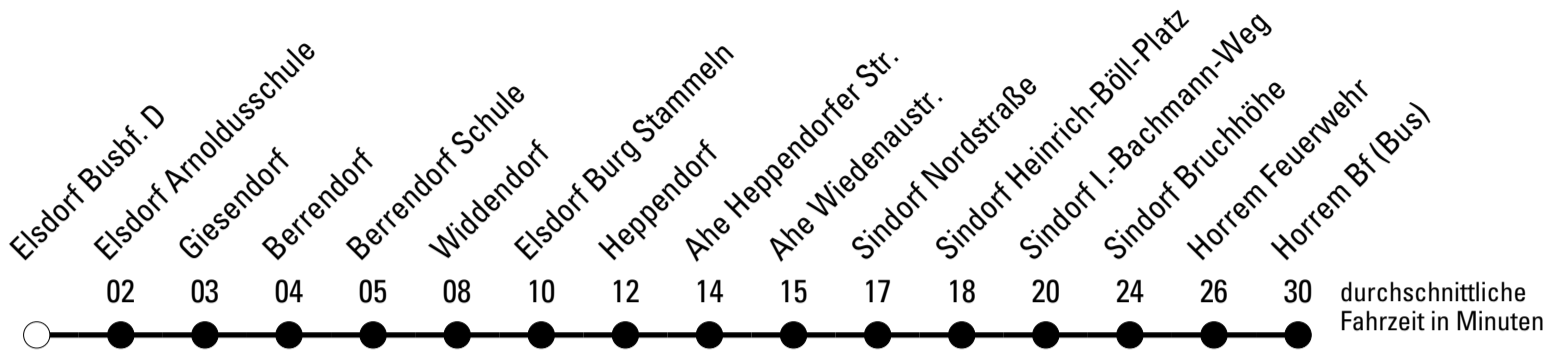 Elsdorf Busbf. D
Elsdorf Arnoldusschule
Giesendorf
Berrendorf
Berrendorf Schule
Widdendorf
Elsdorf Burg Stammeln
Heppendorf
Ahe Heppendorfer Str.
Ahe Wiedenaustr.
Sindorf Nordstraße
Sindorf Heinrich-Böll-Platz
Sindorf I.-Bachmann-Weg
Sindorf Bruchhöhe
Horrem Feuerwehr
Horrem Bf (Bus)
02 03 04 05 08 10 12 14 15 17 18 20 24 26 30
durchschnittliche
Fahrzeit in Minuten